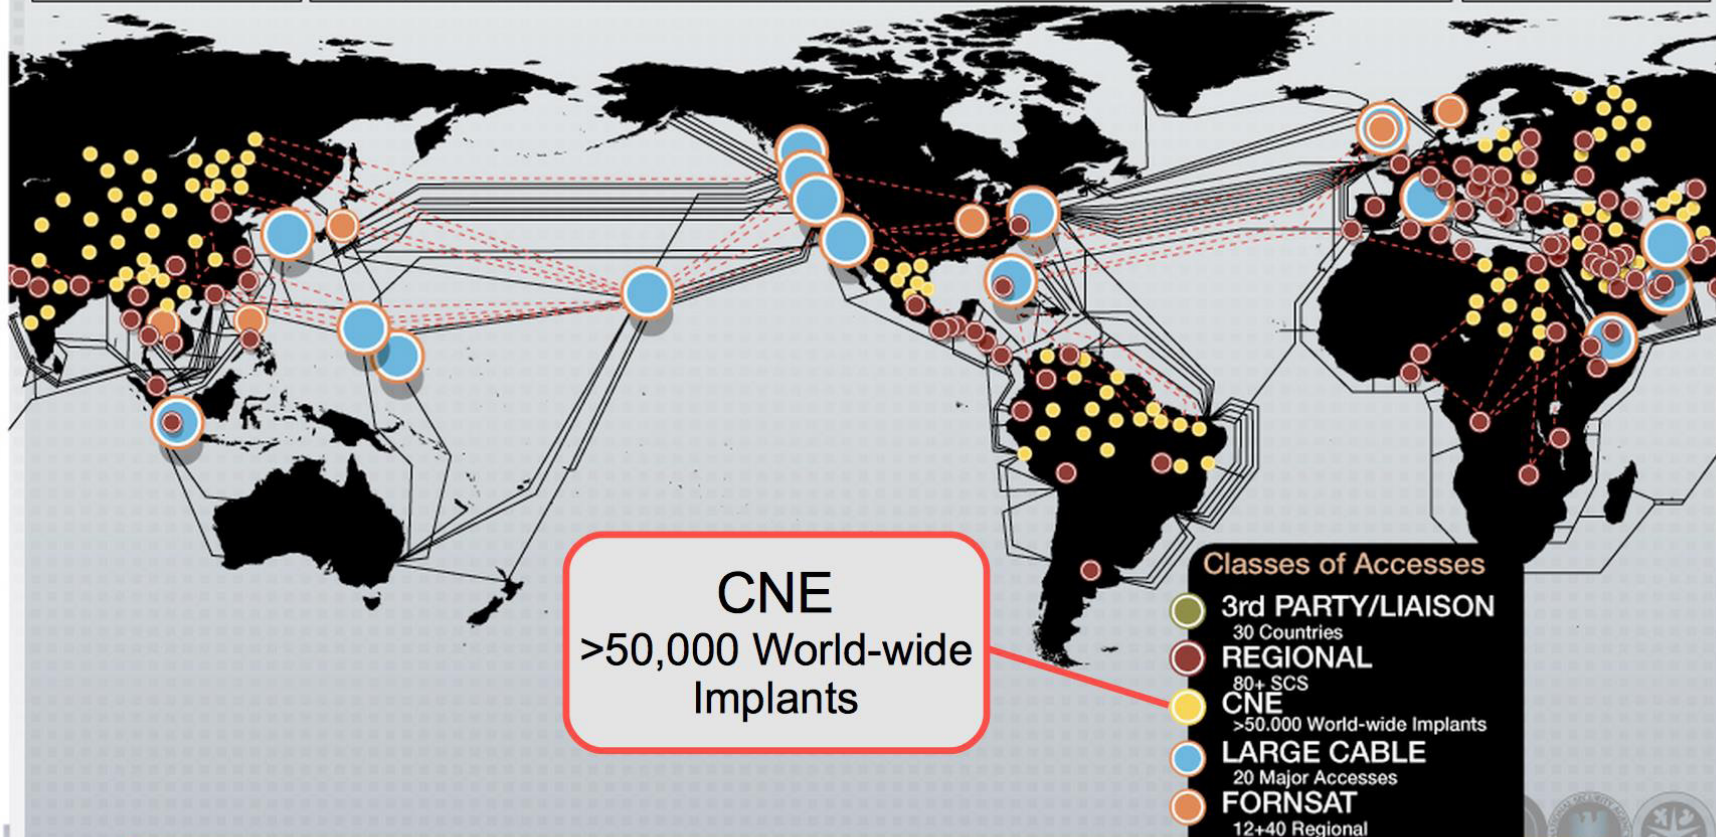 CNE
>50,000 World-wide
Implants
Classes of Accesses
3rd PARTY/LIAISON
30 Countries
REGIONAL
80+ SCS
CNE
>50.000 World-wide Implants
LARGE CABLE
20 Major Accesses
FORNSAT
12+40 Regional